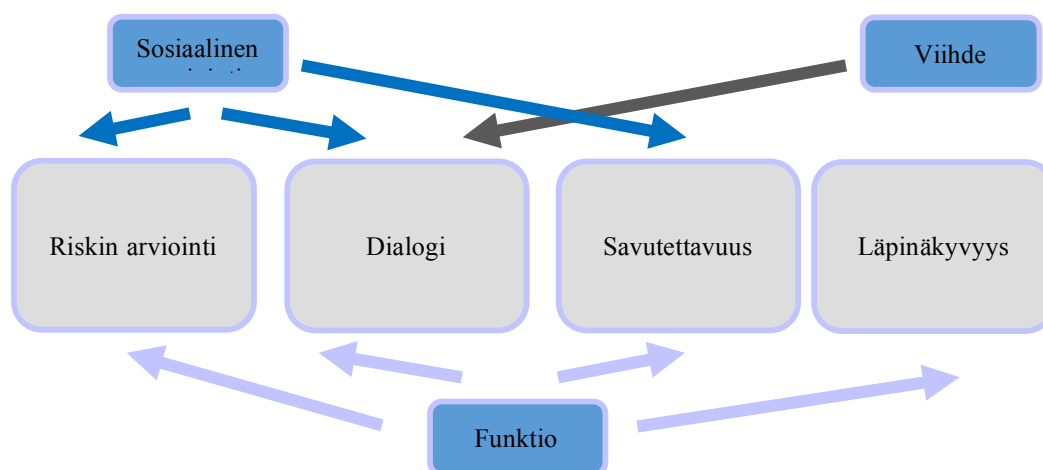 Sosiaalinen
Viihde
Riskin arviointi
Dialogi
Savutettavuus
Läpinäkyvyys
Funktio